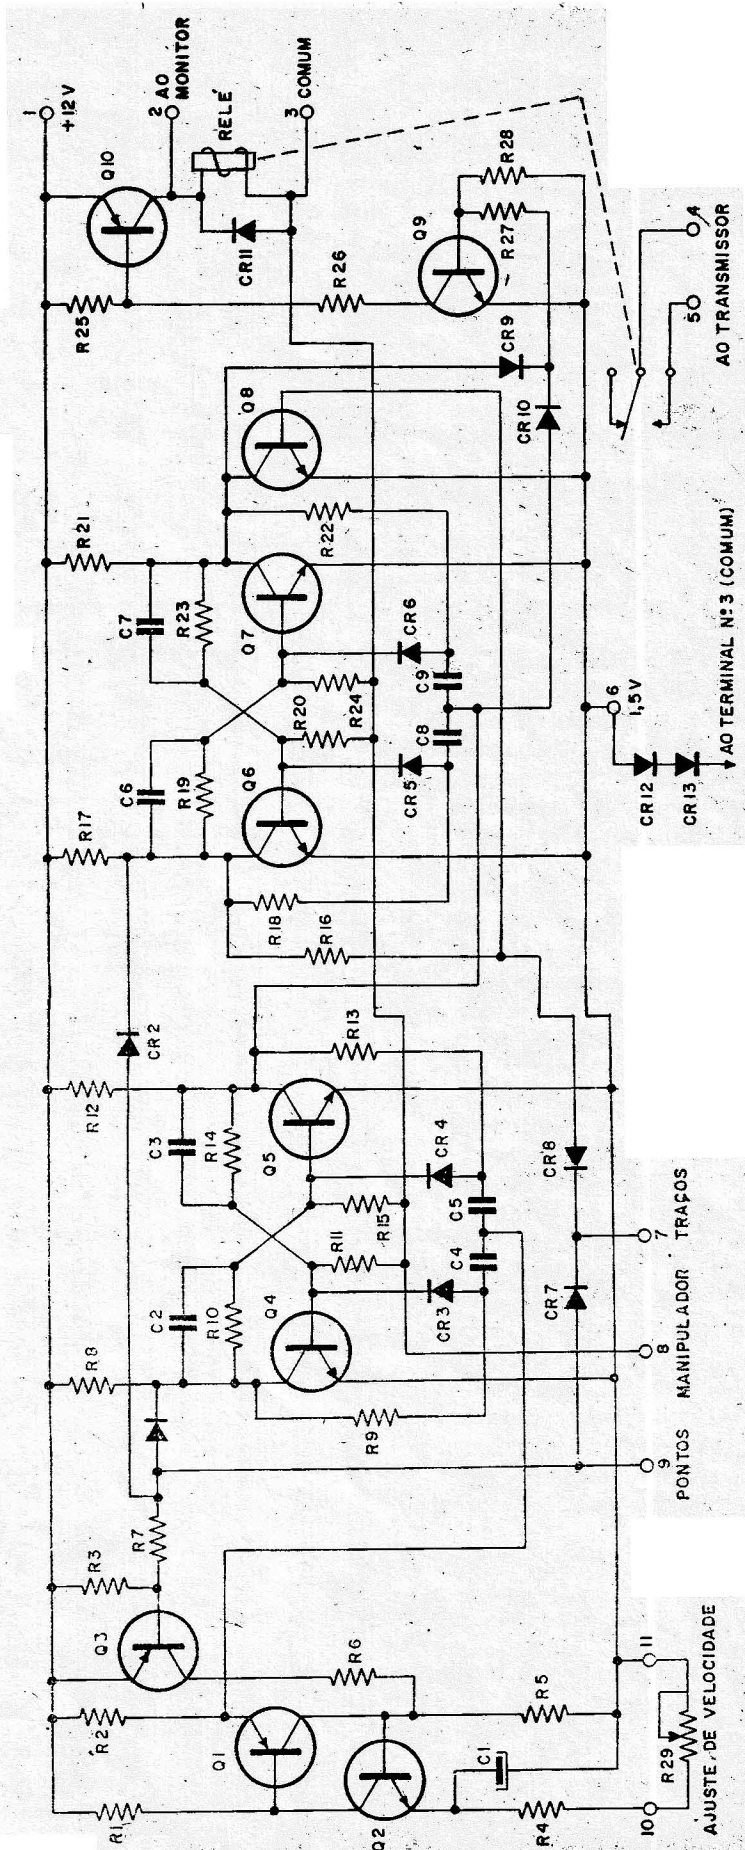 1
+12V
2
AO
MONITOR
RELÉ
3
COMUM
Q10
R25
CR11
R26
Q9
R28
R27
CR9
CR10
4
5
AO TRANSMISSOR
R21
Q8
R22
C7
R23
Q7
CR6
C9
R20
R24
C8
CR5
C6
R19
Q6
R17
R18
R16
6
1,5V
CR12
CR13
AO TERMINAL Nº3 (COMUM)
CR2
R12
R13
C3
R14
Q5
CR4
C5
R15
R11
C4
CR3
C2
R10
Q4
R8
R9
CR8
CR7
7
8
9
PONTOS MANIPULADOR TRAÇOS
R7
R3
Q3
R6
R2
Q1
R5
C1
R1
Q2
R4
11
10
R29
AJUSTE DE VELOCIDADE